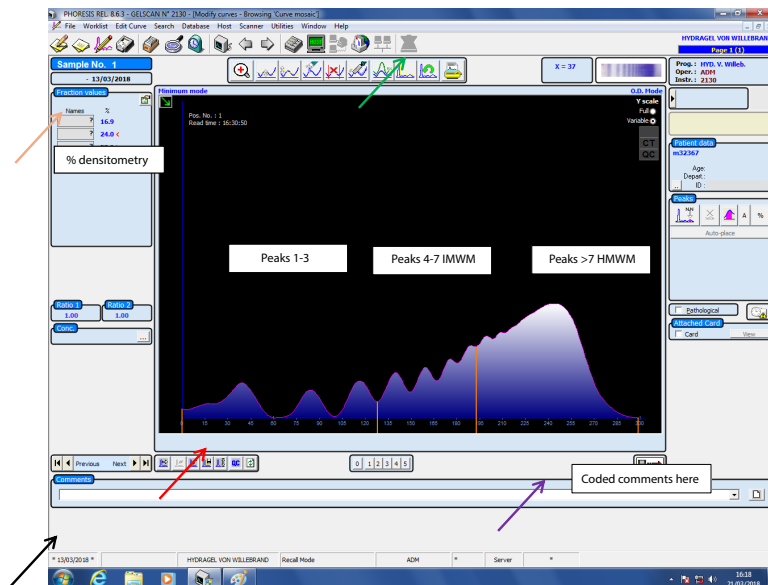 PHORESIS REL. 8.6.3 - GELSCAN N° 2130 - [Modify curves - Browsing 'Curve mosaic']
File Worklist Edit Curve Search Database Host Scanner Utilities Window Help
HYDRAGEL VON WILLEBRAN
Page 1 (1)
Sample No. 1
- 13/03/2018
X = 37
Prog. : HYD. V. Willeb.
Oper. : ADM
Instr. : 2130
Fraction values
Names %
? 16.9
? 24.0 <
% densitometry
Minimum mode
O.D. Mode
Pos. No. : 1
Read time : 16:30:50
Y scale
Full
Variable
CT
QC
Patient data
m32367
Age:
Depart.:
ID :
Peaks
A %
Auto-place
Peaks 1-3
Peaks 4-7 IMWM
Peaks >7 HMWM
Ratio 1
1.00
Ratio 2
1.00
Conc.
...
Pathological
Attached Card
Card View
15 30 45 60 75 90 105 120 135 150 165 180 195 210 225 240 255 270 285 300
Previous Next
QC
0 1 2 3 4 5
Comments
Coded comments here
* 13/03/2018 *
HYDRAGEL VON WILLEBRAND
Recall Mode
ADM
*
Server
*
16:18
21/03/2018